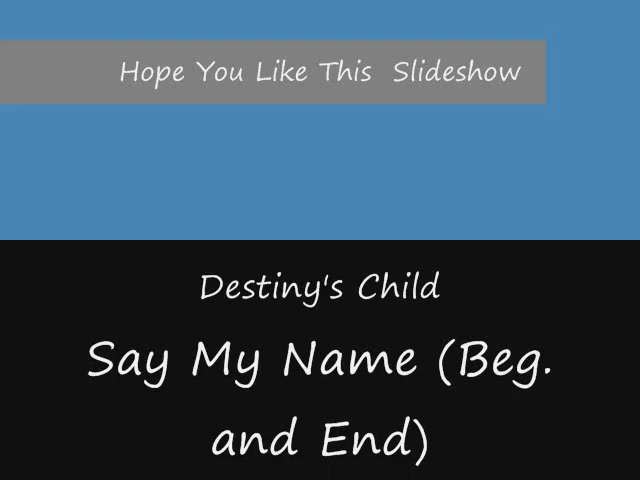 Hope You Like This Slideshow
Destiny's Child
Say My Name (Beg.
and End)